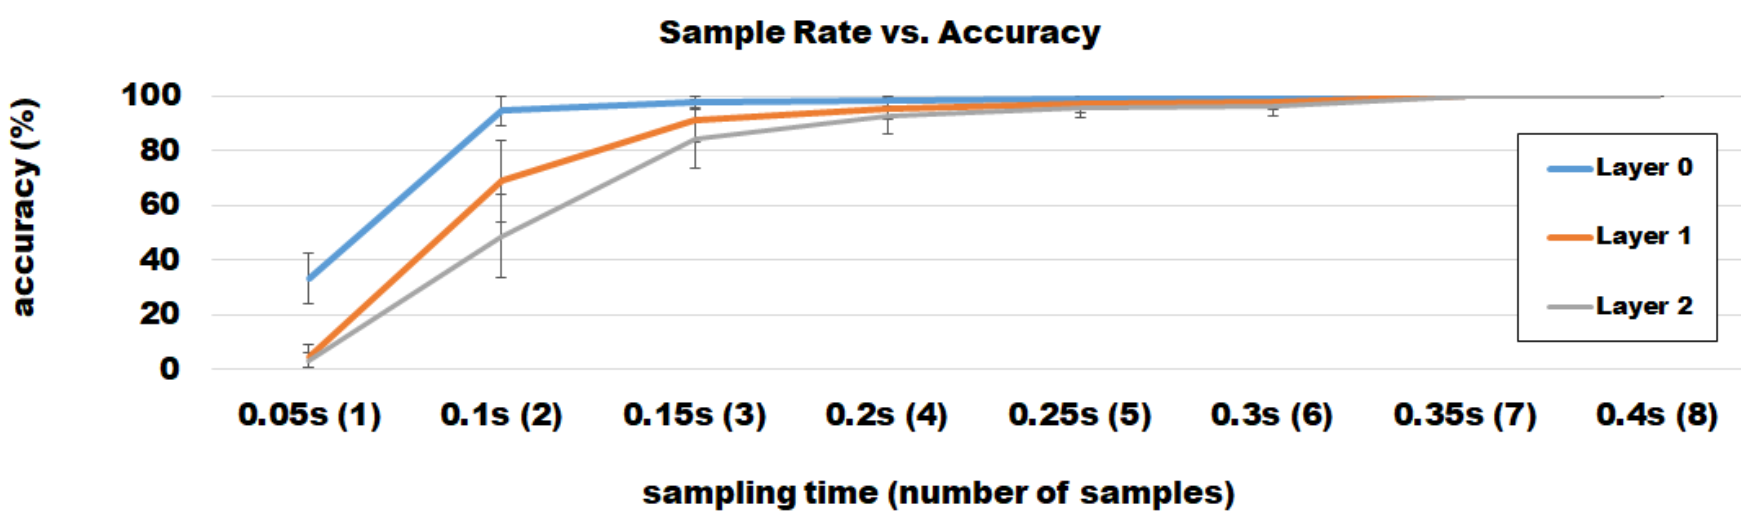 Sample Rate vs. Accuracy
accuracy (%)
100
80
60
40
20
0
Layer 0
Layer 1
Layer 2
0.05s (1) 0.1s (2) 0.15s (3) 0.2s (4) 0.25s (5) 0.3s (6) 0.35s (7) 0.4s (8)
sampling time (number of samples)